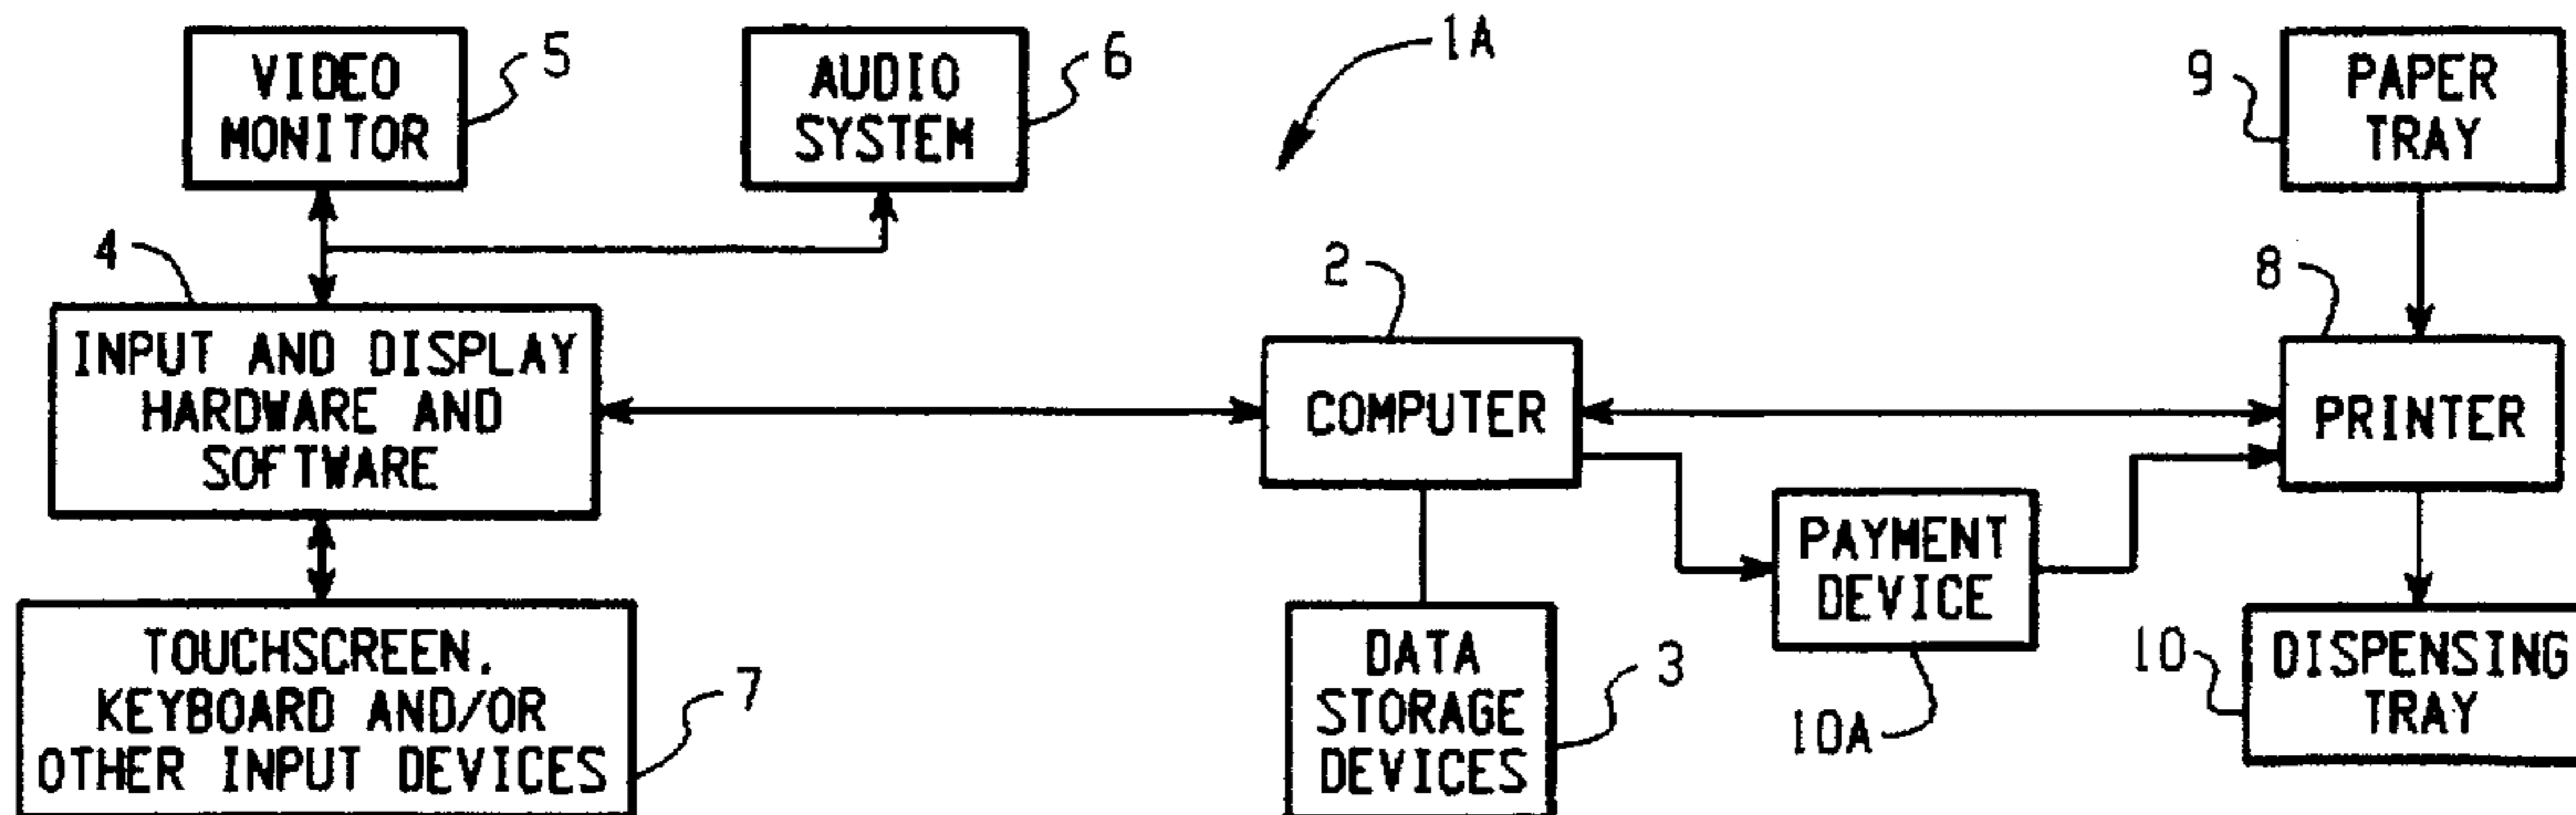 VIDEO
MONITOR
5
AUDIO
SYSTEM
6
1A
9
PAPER
TRAY
4
INPUT AND DISPLAY
HARDWARE AND
SOFTWARE
2
COMPUTER
8
PRINTER
TOUCHSCREEN,
KEYBOARD AND/OR
OTHER INPUT DEVICES
7
DATA
STORAGE
DEVICES
3
PAYMENT
DEVICE
10A
10
DISPENSING
TRAY